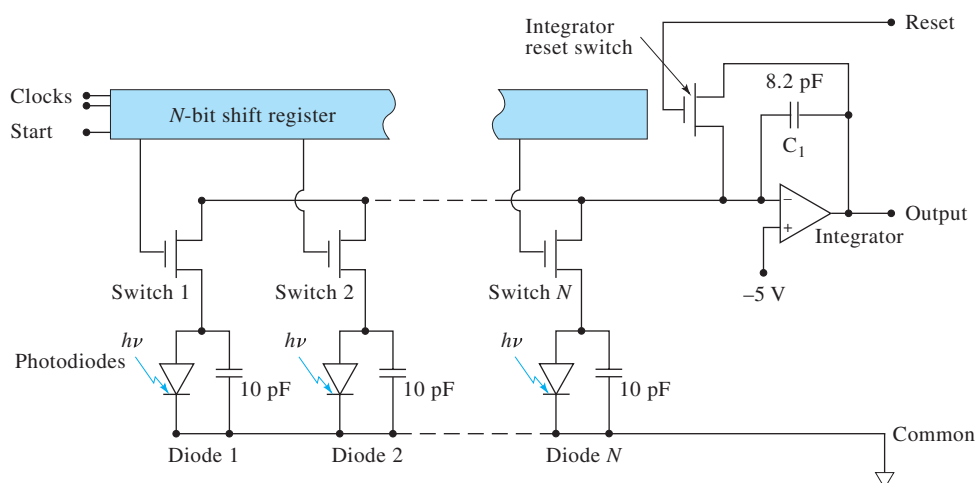 Integrator
reset switch
Reset
8.2 pF
C1
Clocks
Start
N-bit shift register
−
+
Output
Integrator
–5 V
Switch 1
Switch 2
Switch N
Photodiodes
hν
hν
hν
10 pF
10 pF
10 pF
Common
Diode 1
Diode 2
Diode N